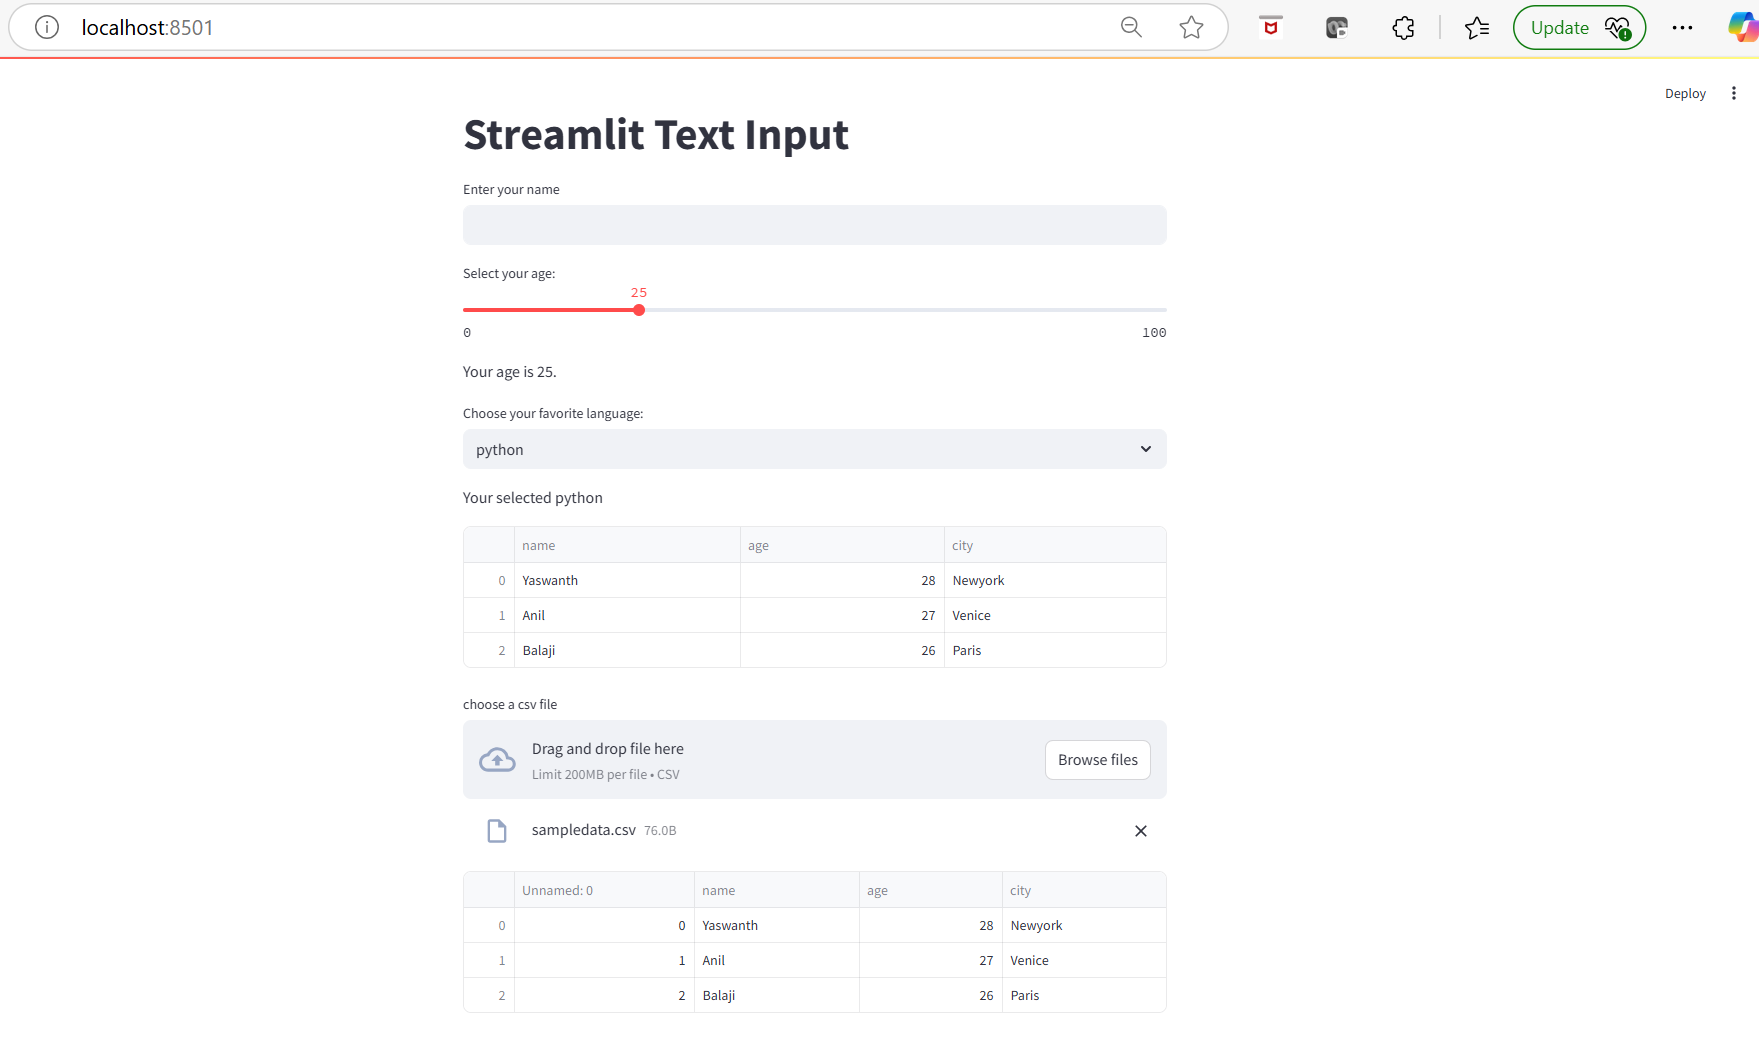 localhost:8501
Update
Deploy
Streamlit Text Input
Enter your name
Select your age:
25
0 100
Your age is 25.
Choose your favorite language:
python
Your selected python
name age city
0 Yaswanth 28 Newyork
1 Anil 27 Venice
2 Balaji 26 Paris
choose a csv file
Drag and drop file here
Limit 200MB per file • CSV
Browse files
sampledata.csv 76.0B
Unnamed: 0 name age city
0 0 Yaswanth 28 Newyork
1 1 Anil 27 Venice
2 2 Balaji 26 Paris